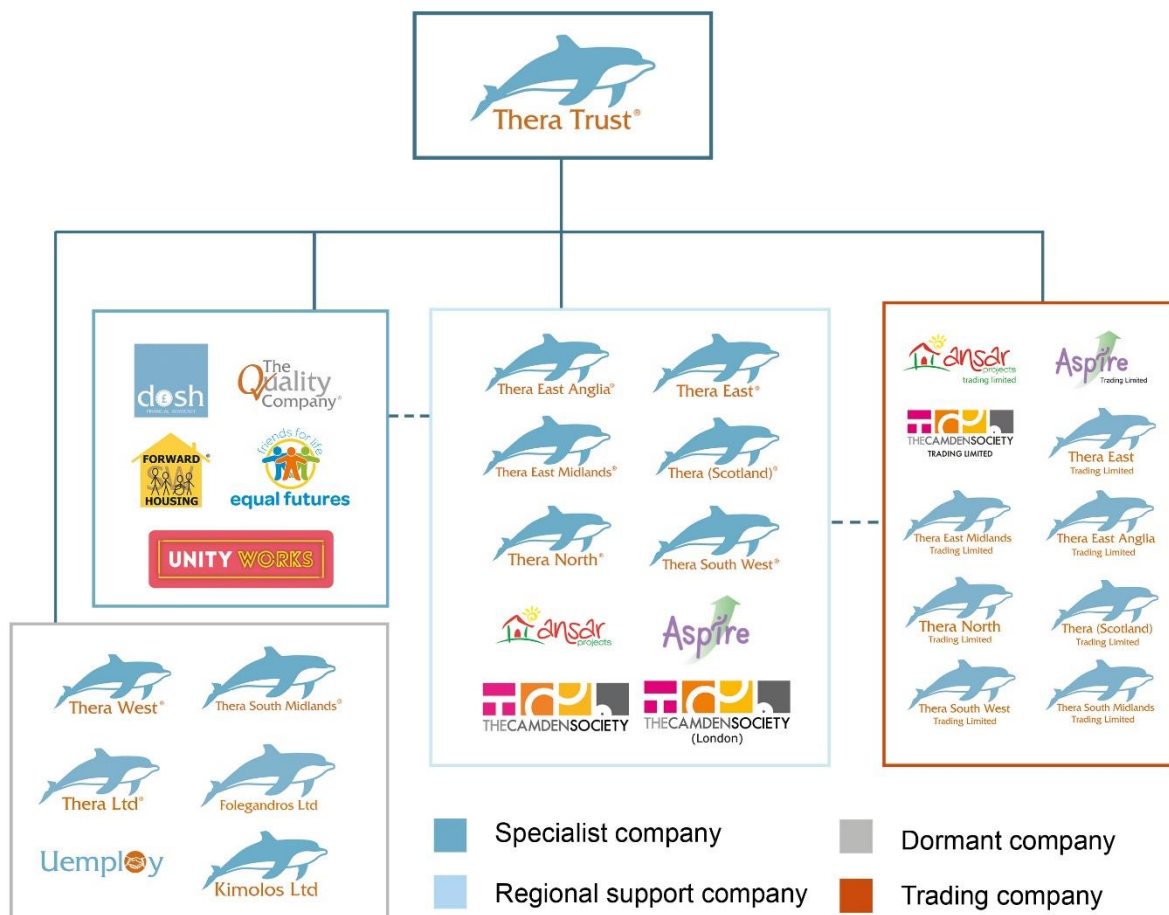 Thera Trust®
dosh
FINANCIAL ADVOCACY
The
Quality
Company®
FORWARD
SW
HOUSING
®
friends for life
equal futures
UNITY WORKS
Thera East Anglia®
Thera East®
Thera East Midlands®
Thera (Scotland)®
Thera North®
Thera South West®
ansar
projects
Aspire
THECAMDENSOCIETY
THECAMDENSOCIETY
(London)
ansar
projects
trading limited
Aspire
Trading Limited
THECAMDENSOCIETY
TRADING LIMITED
Thera East
Trading Limited
Thera East Midlands
Trading Limited
Thera East Anglia
Trading Limited
Thera North
Trading Limited
Thera (Scotland)
Trading Limited
Thera South West
Trading Limited
Thera South Midlands
Trading Limited
Thera West®
Thera South Midlands®
Thera Ltd®
Folegandros Ltd
Uemploy
Kimolos Ltd
Specialist company
Regional support company
Dormant company
Trading company